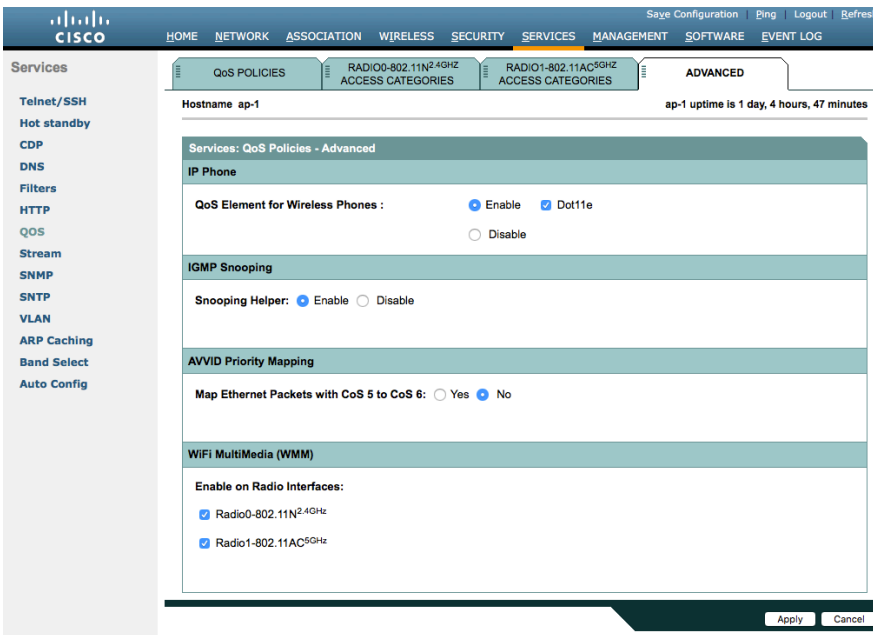 Save Configuration | Ping | Logout | Refres
CISCO
HOME NETWORK ASSOCIATION WIRELESS SECURITY SERVICES MANAGEMENT SOFTWARE EVENT LOG
Services
Telnet/SSH
Hot standby
CDP
DNS
Filters
HTTP
QOS
Stream
SNMP
SNTP
VLAN
ARP Caching
Band Select
Auto Config
QoS POLICIES
RADIO0-802.11N2.4GHZ
ACCESS CATEGORIES
RADIO1-802.11AC5GHZ
ACCESS CATEGORIES
ADVANCED
Hostname ap-1
ap-1 uptime is 1 day, 4 hours, 47 minutes
Services: QoS Policies - Advanced
IP Phone
QoS Element for Wireless Phones : Enable Dot11e
Disable
IGMP Snooping
Snooping Helper: Enable Disable
AVVID Priority Mapping
Map Ethernet Packets with CoS 5 to CoS 6: Yes No
WiFi MultiMedia (WMM)
Enable on Radio Interfaces:
Radio0-802.11N2.4GHz
Radio1-802.11AC5GHz
Apply Cancel